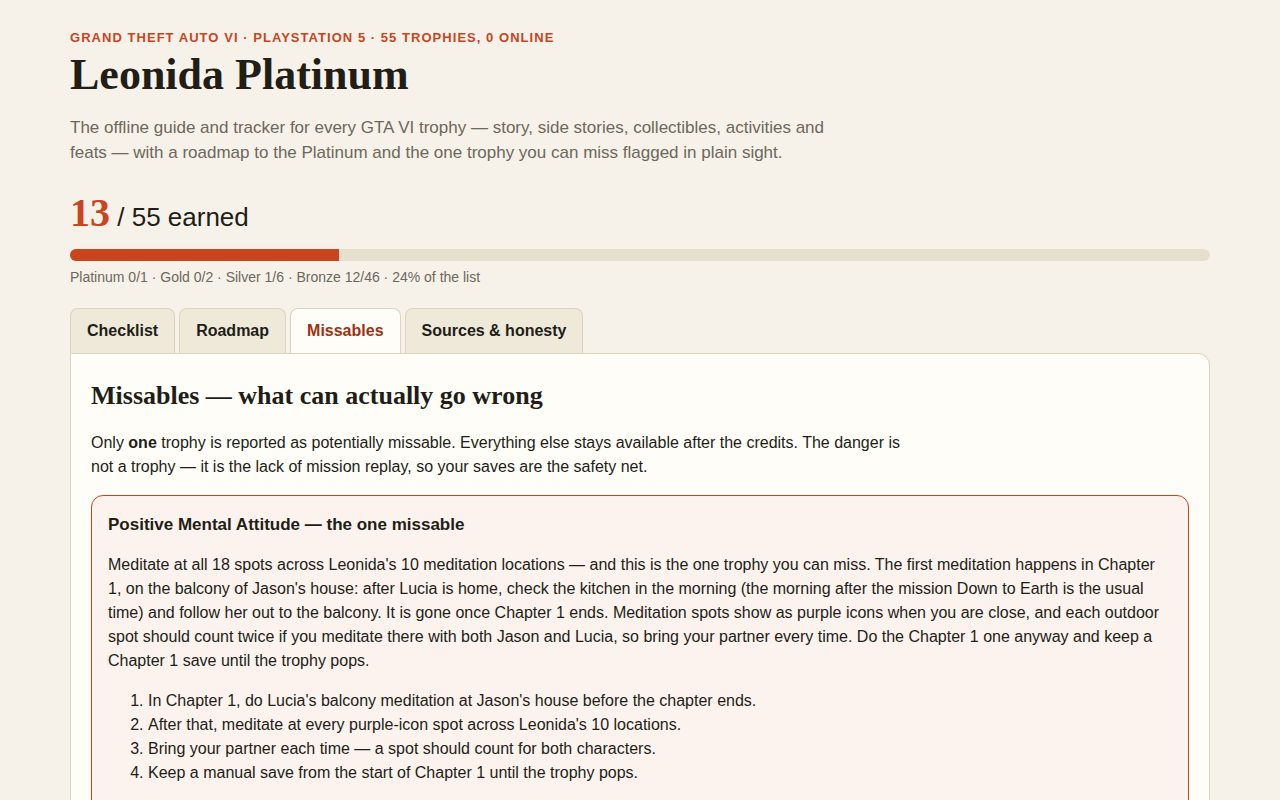 GRAND THEFT AUTO VI · PLAYSTATION 5 · 55 TROPHIES, 0 ONLINE
Leonida Platinum
The offline guide and tracker for every GTA VI trophy — story, side stories, collectibles, activities and
feats — with a roadmap to the Platinum and the one trophy you can miss flagged in plain sight.
13 / 55 earned
Platinum 0/1 · Gold 0/2 · Silver 1/6 · Bronze 12/46 · 24% of the list
Checklist Roadmap Missables Sources & honesty
Missables — what can actually go wrong
Only one trophy is reported as potentially missable. Everything else stays available after the credits. The danger is
not a trophy — it is the lack of mission replay, so your saves are the safety net.
Positive Mental Attitude — the one missable
Meditate at all 18 spots across Leonida's 10 meditation locations — and this is the one trophy you can miss. The first meditation happens in Chapter
1, on the balcony of Jason's house: after Lucia is home, check the kitchen in the morning (the morning after the mission Down to Earth is the usual
time) and follow her out to the balcony. It is gone once Chapter 1 ends. Meditation spots show as purple icons when you are close, and each outdoor
spot should count twice if you meditate there with both Jason and Lucia, so bring your partner every time. Do the Chapter 1 one anyway and keep a
Chapter 1 save until the trophy pops.
1. In Chapter 1, do Lucia's balcony meditation at Jason's house before the chapter ends.
2. After that, meditate at every purple-icon spot across Leonida's 10 locations.
3. Bring your partner each time — a spot should count for both characters.
4. Keep a manual save from the start of Chapter 1 until the trophy pops.